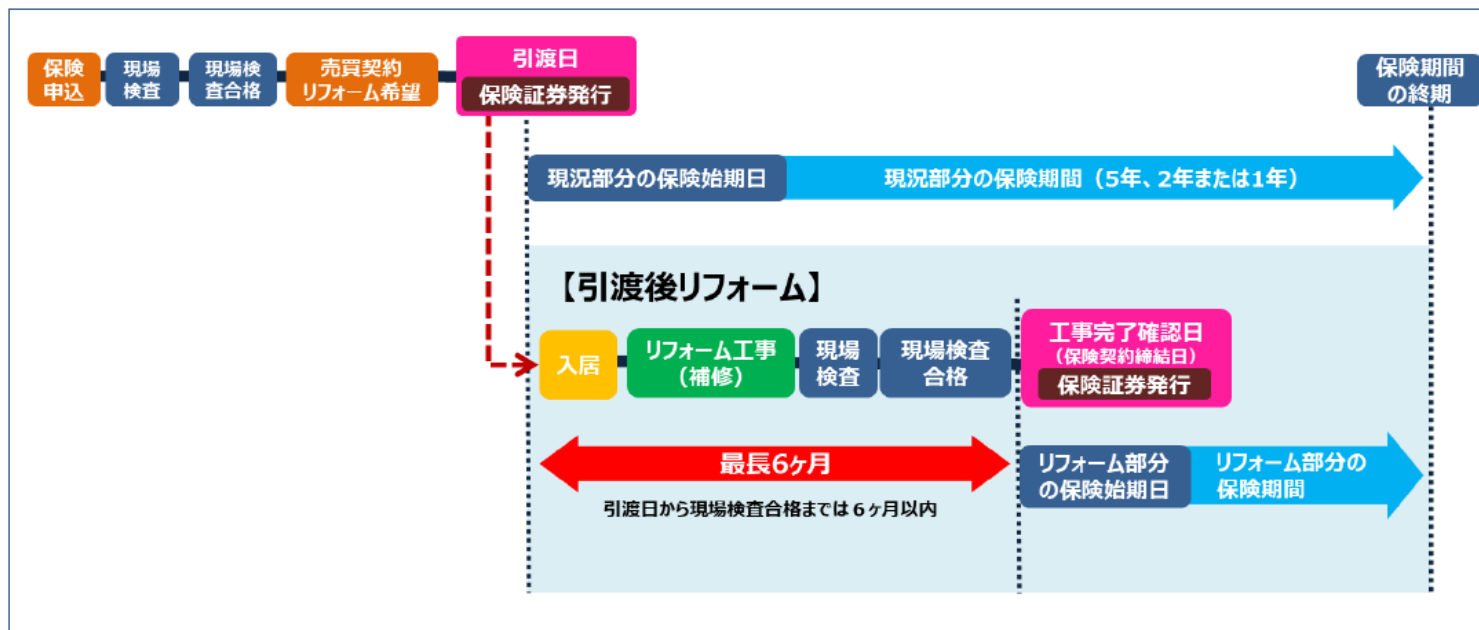 保険
申込
現場
検査
現場検
査合格
売買契約
リフォーム希望
引渡日
保険証券発行
保険期間
の終期
現況部分の保険始期日
現況部分の保険期間（5年、2年または1年）
【引渡後リフォーム】
入居
リフォーム工事
（補修）
現場
検査
現場検査
合格
工事完了確認日
（保険契約締結日）
保険証券発行
最長6ヶ月
引渡日から現場検査合格までは６ヶ月以内
リフォーム部分
の保険始期日
リフォーム部分の
保険期間